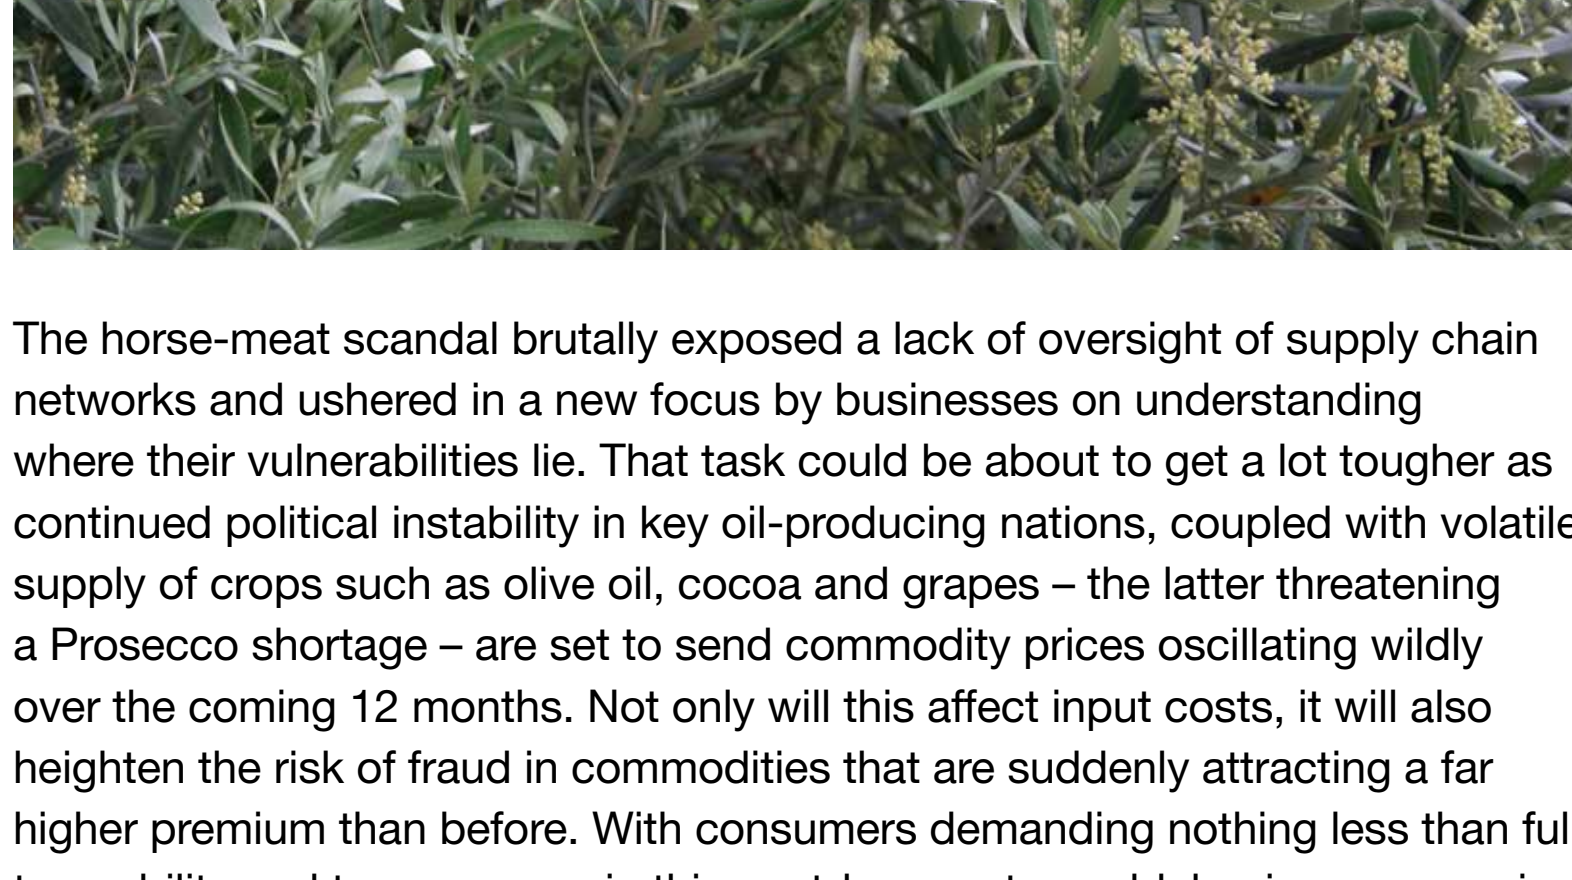 The horse-meat scandal brutally exposed a lack of oversight of supply chain
networks and ushered in a new focus by businesses on understanding
where their vulnerabilities lie. That task could be about to get a lot tougher as
continued political instability in key oil-producing nations, coupled with volatile
supply of crops such as olive oil, cocoa and grapes – the latter threatening
a Prosecco shortage – are set to send commodity prices oscillating wildly
over the coming 12 months. Not only will this affect input costs, it will also
heighten the risk of fraud in commodities that are suddenly attracting a far
higher premium than before. With consumers demanding nothing less than